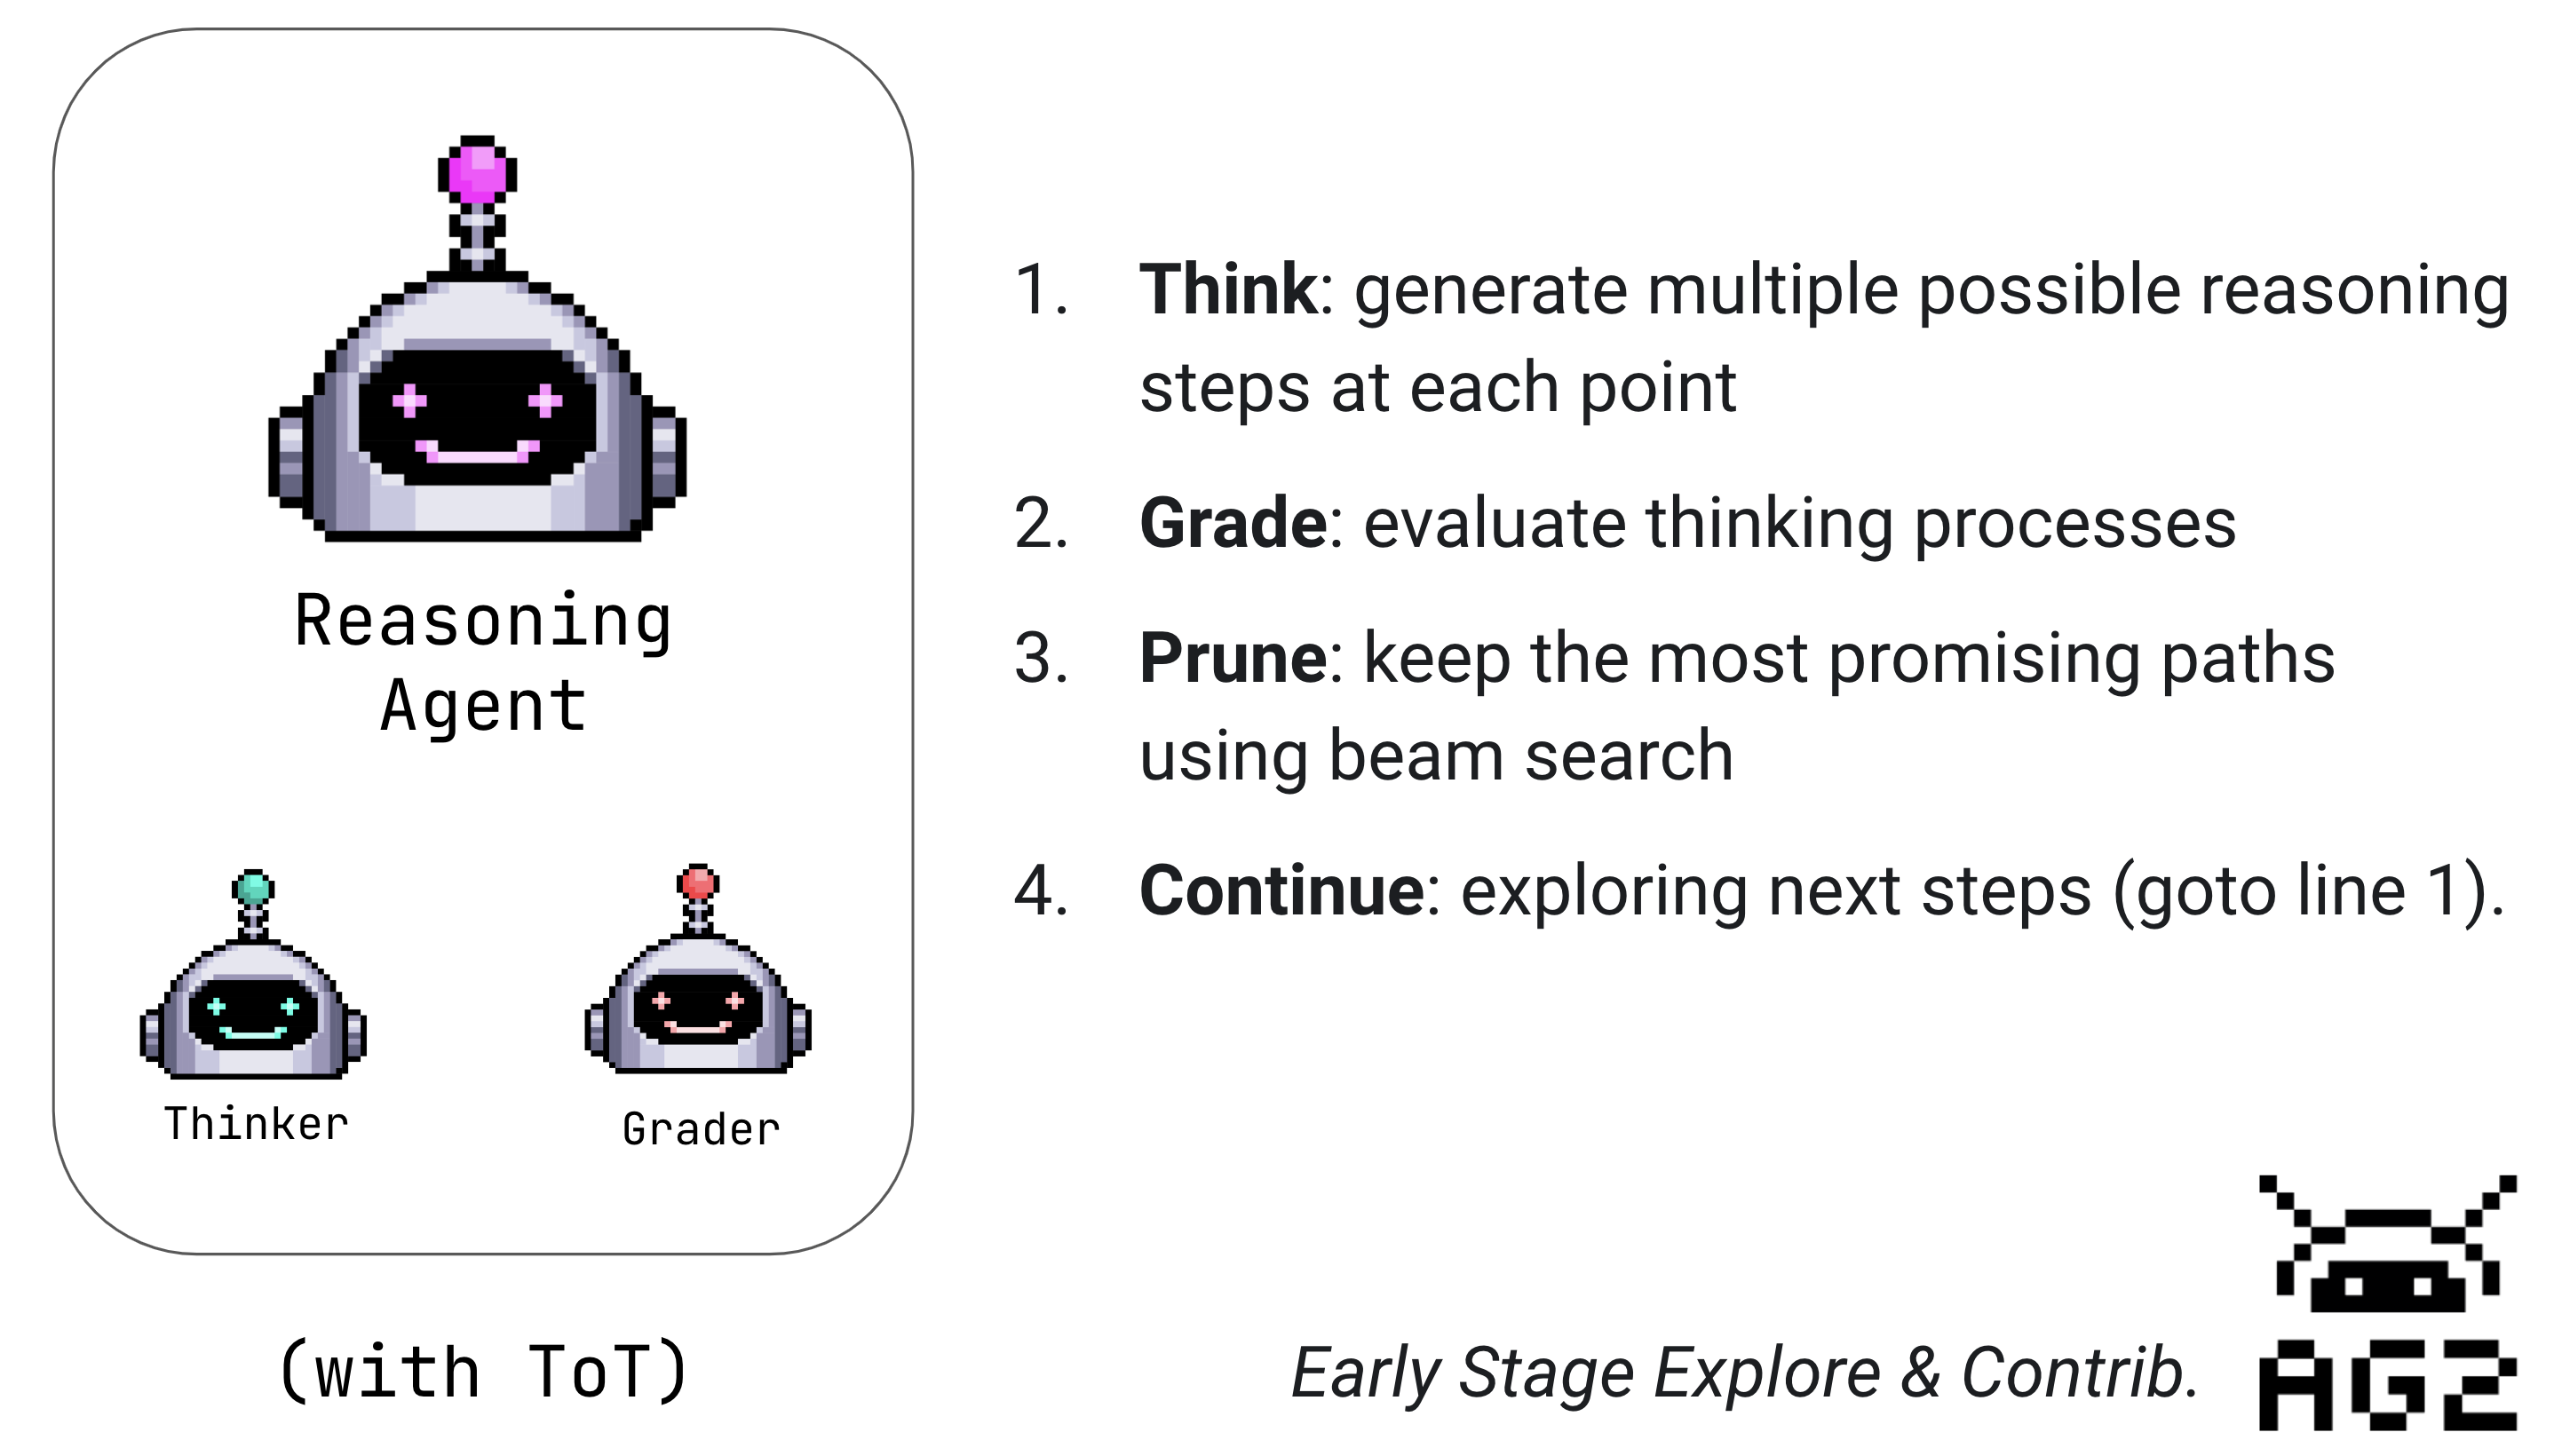 Reasoning
Agent
Thinker
Grader
(with ToT)
1. Think: generate multiple possible reasoning
steps at each point
2. Grade: evaluate thinking processes
3. Prune: keep the most promising paths
using beam search
4. Continue: exploring next steps (goto line 1).
Early Stage Explore & Contrib.
AG2